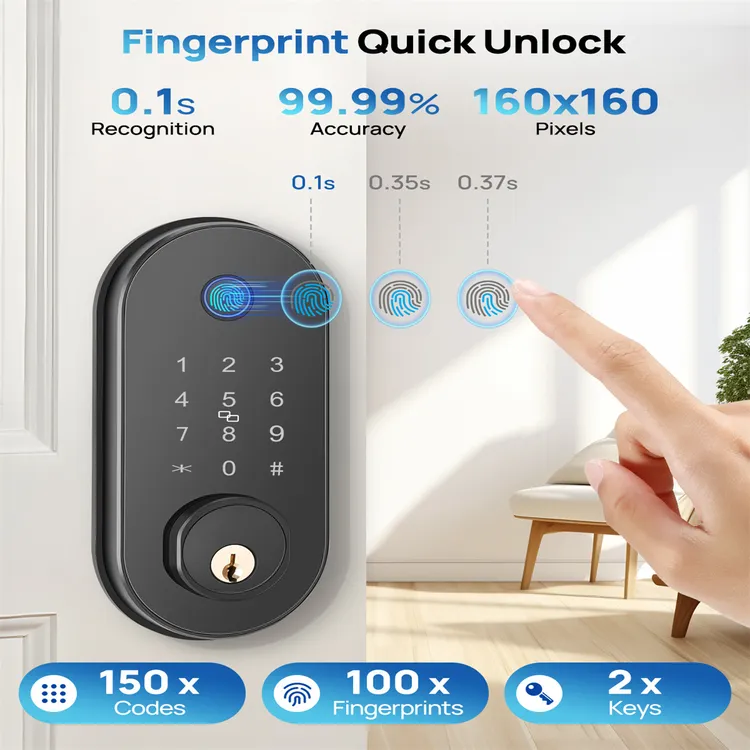 Fingerprint Quick Unlock
0.1s 99.99% 160x160
Recognition Accuracy Pixels
0.1s 0.35s 0.37s
1 2 3
4 5 6
7 8 9
* 0 #
150 x 100 x 2 x
Codes Fingerprints Keys